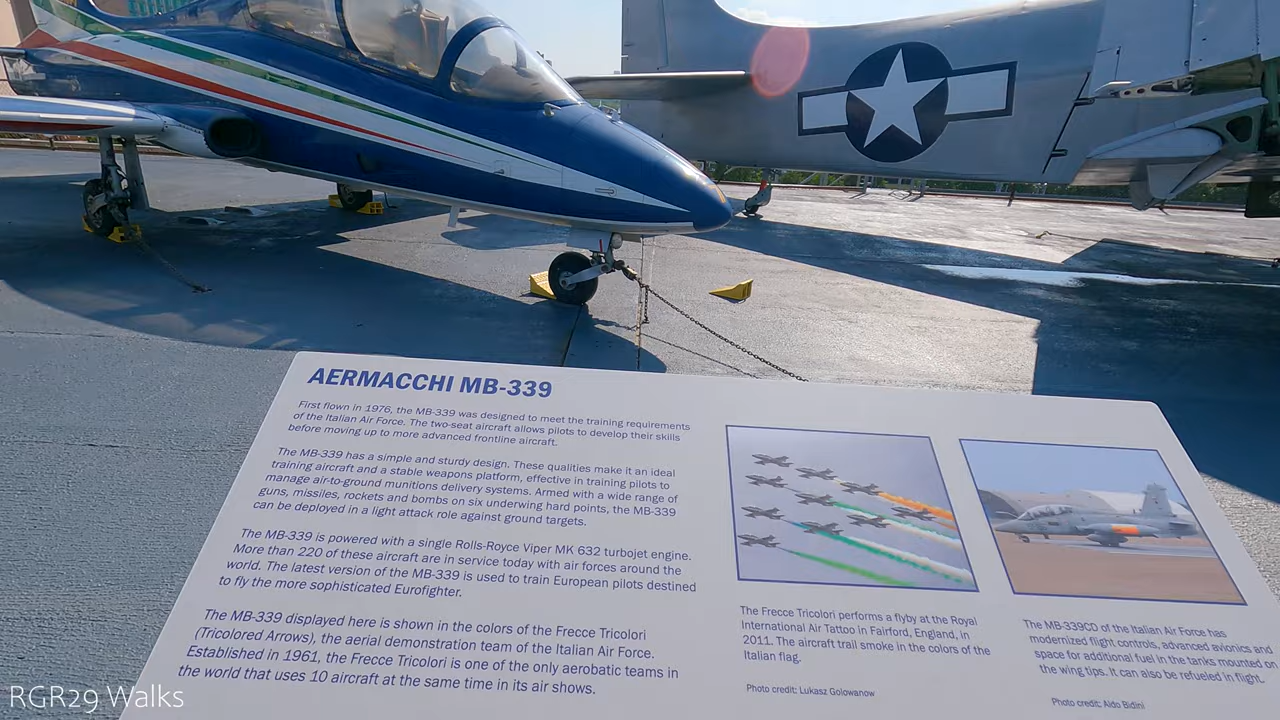 AERMACCHI MB-339
First flown in 1976, the MB-339 was designed to meet the training requirements
of the Italian Air Force. The two-seat aircraft allows pilots to develop their skills
before moving up to more advanced frontline aircraft.
The MB-339 has a simple and sturdy design. These qualities make it an ideal
training aircraft and a stable weapons platform, effective in training pilots to
manage air-to-ground munitions delivery systems. Armed with a wide range of
guns, missiles, rockets and bombs on six underwing hard points, the MB-339
can be deployed in a light attack role against ground targets.
The MB-339 is powered with a single Rolls-Royce Viper MK 632 turbojet engine.
More than 220 of these aircraft are in service today with air forces around the
world. The latest version of the MB-339 is used to train European pilots destined
to fly the more sophisticated Eurofighter.
The MB-339 displayed here is shown in the colors of the Frecce Tricolori
(Tricolored Arrows), the aerial demonstration team of the Italian Air Force.
Established in 1961, the Frecce Tricolori is one of the only aerobatic teams in
the world that uses 10 aircraft at the same time in its air shows.
The Frecce Tricolori performs a flyby at the Royal
International Air Tattoo in Fairford, England, in
2011. The aircraft trail smoke in the colors of the
Italian flag.
Photo credit: Lukasz Golowanow
The MB-339CD of the Italian Air Force has
modernized flight controls, advanced avionics and
space for additional fuel in the tanks mounted on
the wing tips. It can also be refueled in flight.
Photo credit: Aldo Bidini
RGR29 Walks